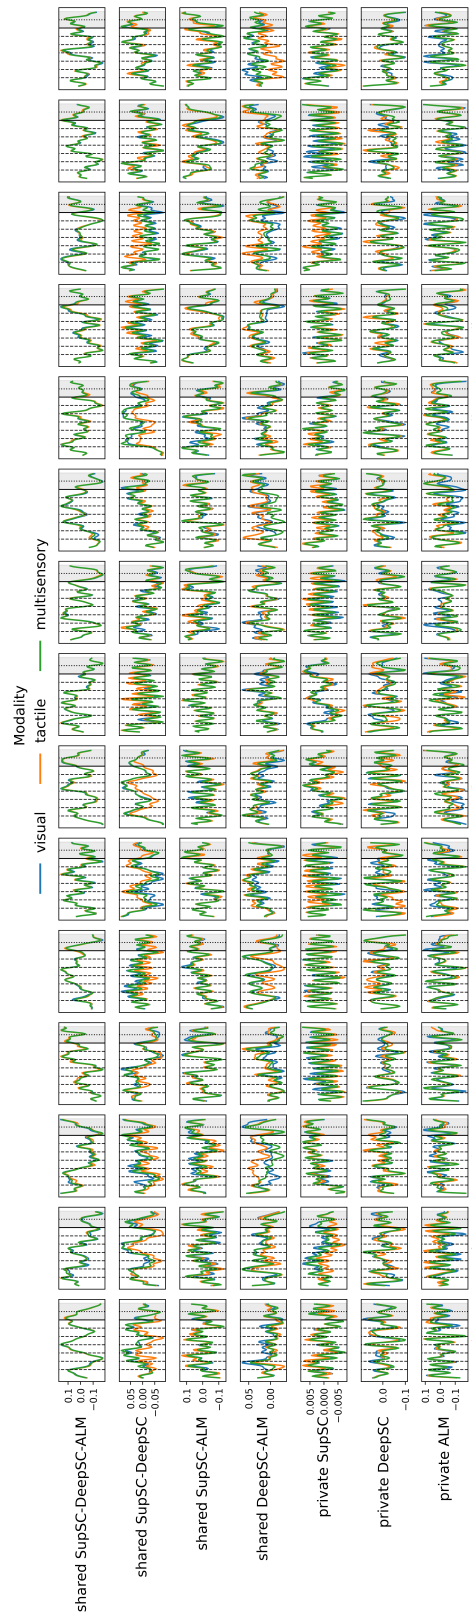 Modality
visual tactile multisensory
shared SupSC-DeepSC-ALM
0.1
0.0
−0.1
shared SupSC-DeepSC
0.05
0.00
−0.05
shared SupSC-ALM
0.1
0.0
−0.1
shared DeepSC-ALM
0.05
0.00
private SupSC
0.005
0.000
−0.005
private DeepSC
0.0
−0.1
private ALM
0.1
0.0
−0.1